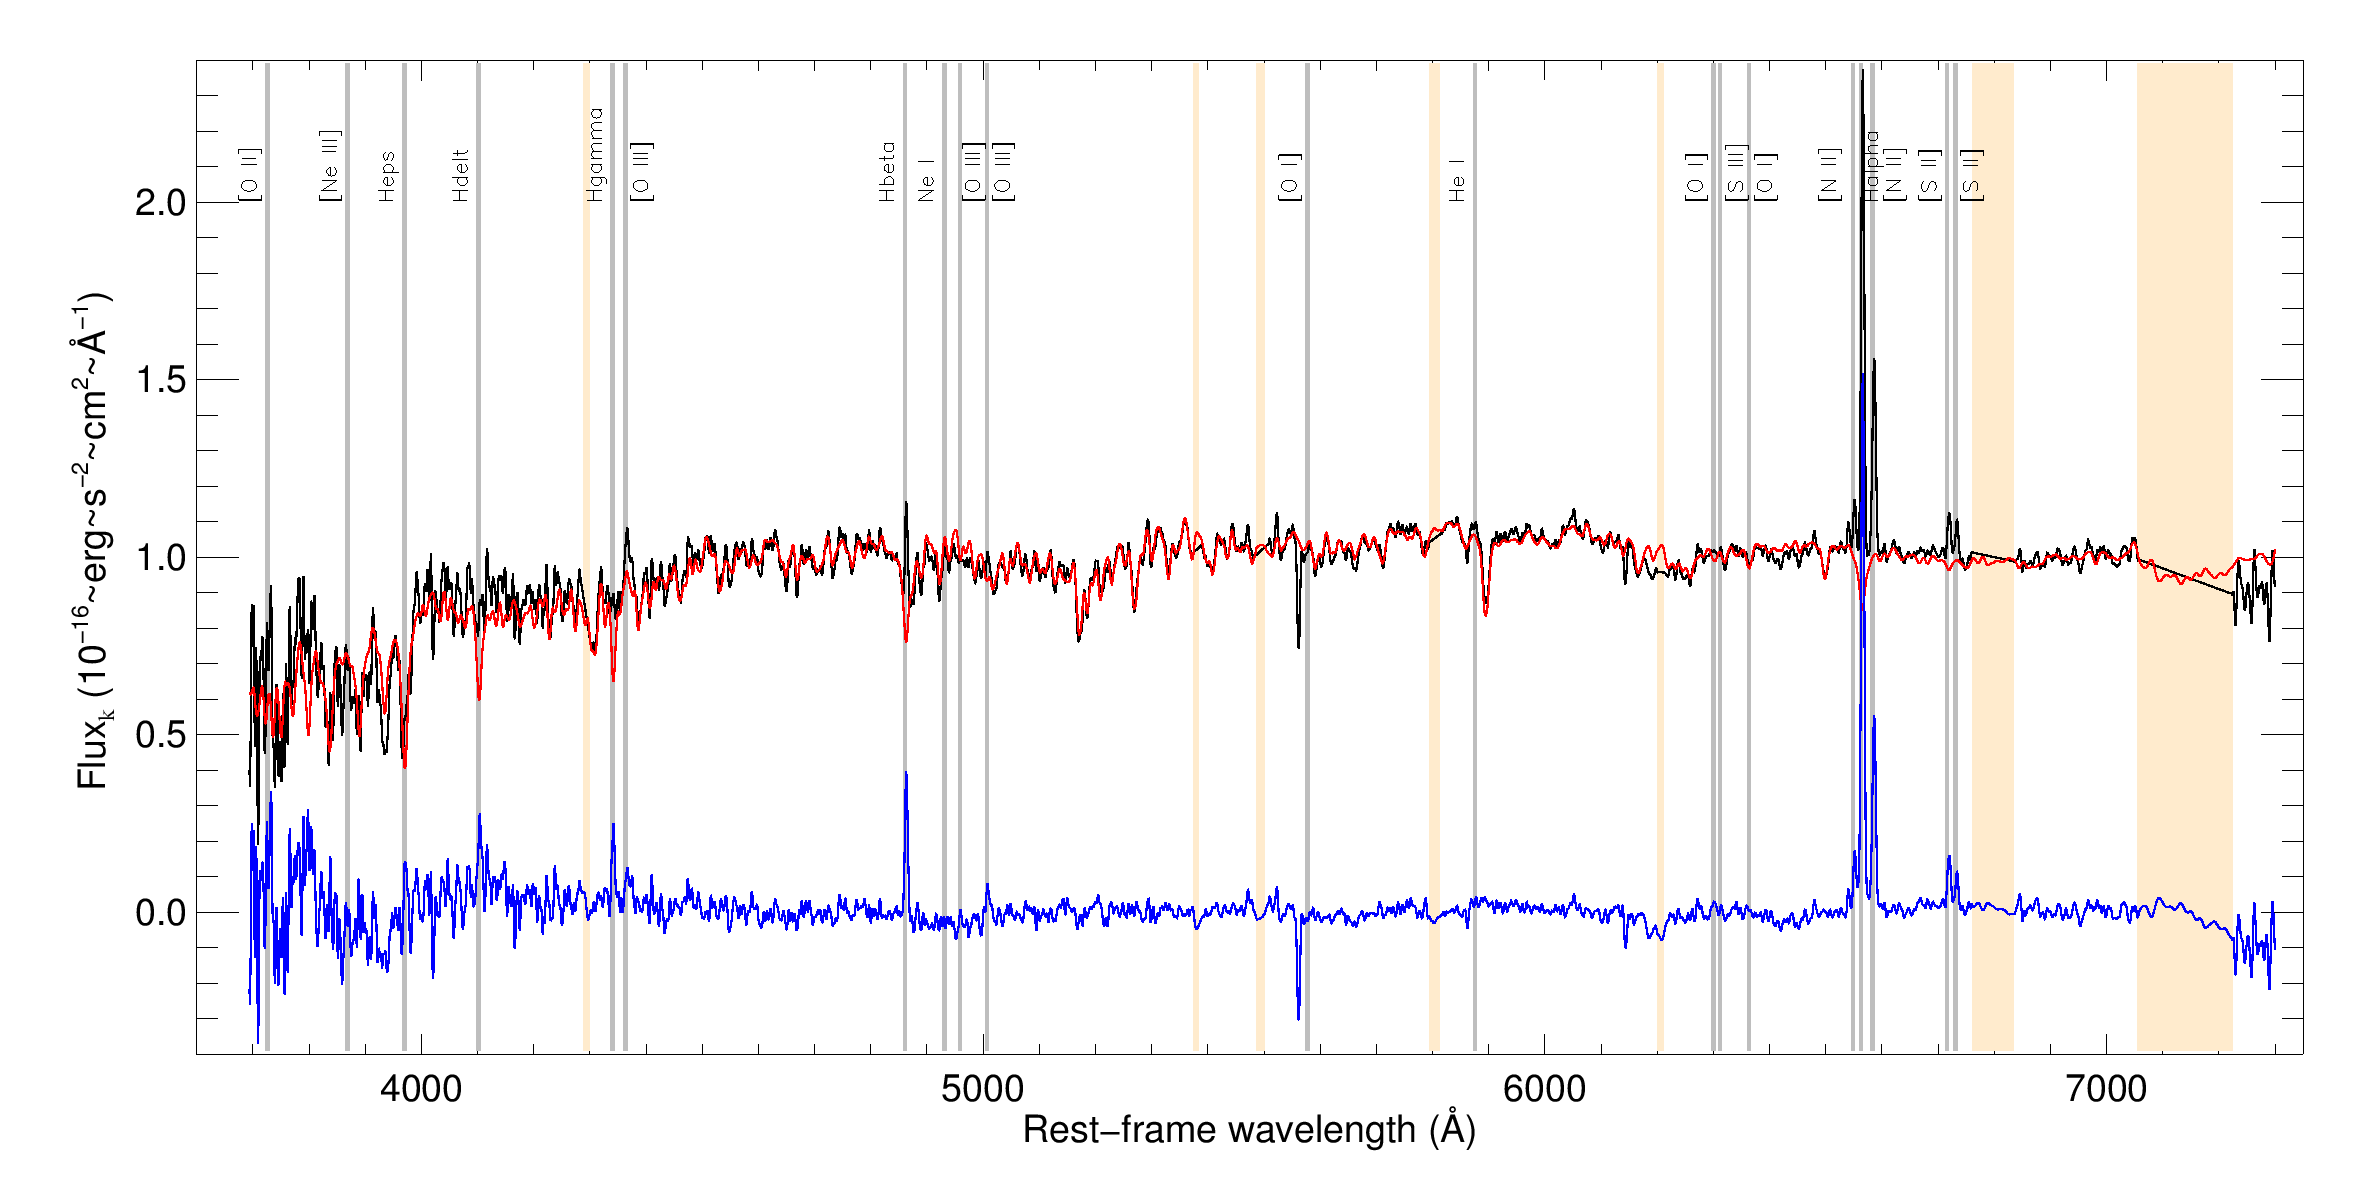 [O II]
[Ne III]
Heps
Hdelt
Hgamma
[O III]
Hbeta
Ne I
[O III]
[O III]
[O I]
He I
[O I]
[S III]
[O I]
[N II]
Halpha
[N II]
[S II]
[S II]
2.0
1.5
1.0
0.5
0.0
Flux_k (10^−16~erg~s^−2~cm^2~Å^−1)
4000 5000 6000 7000
Rest−frame wavelength (Å)